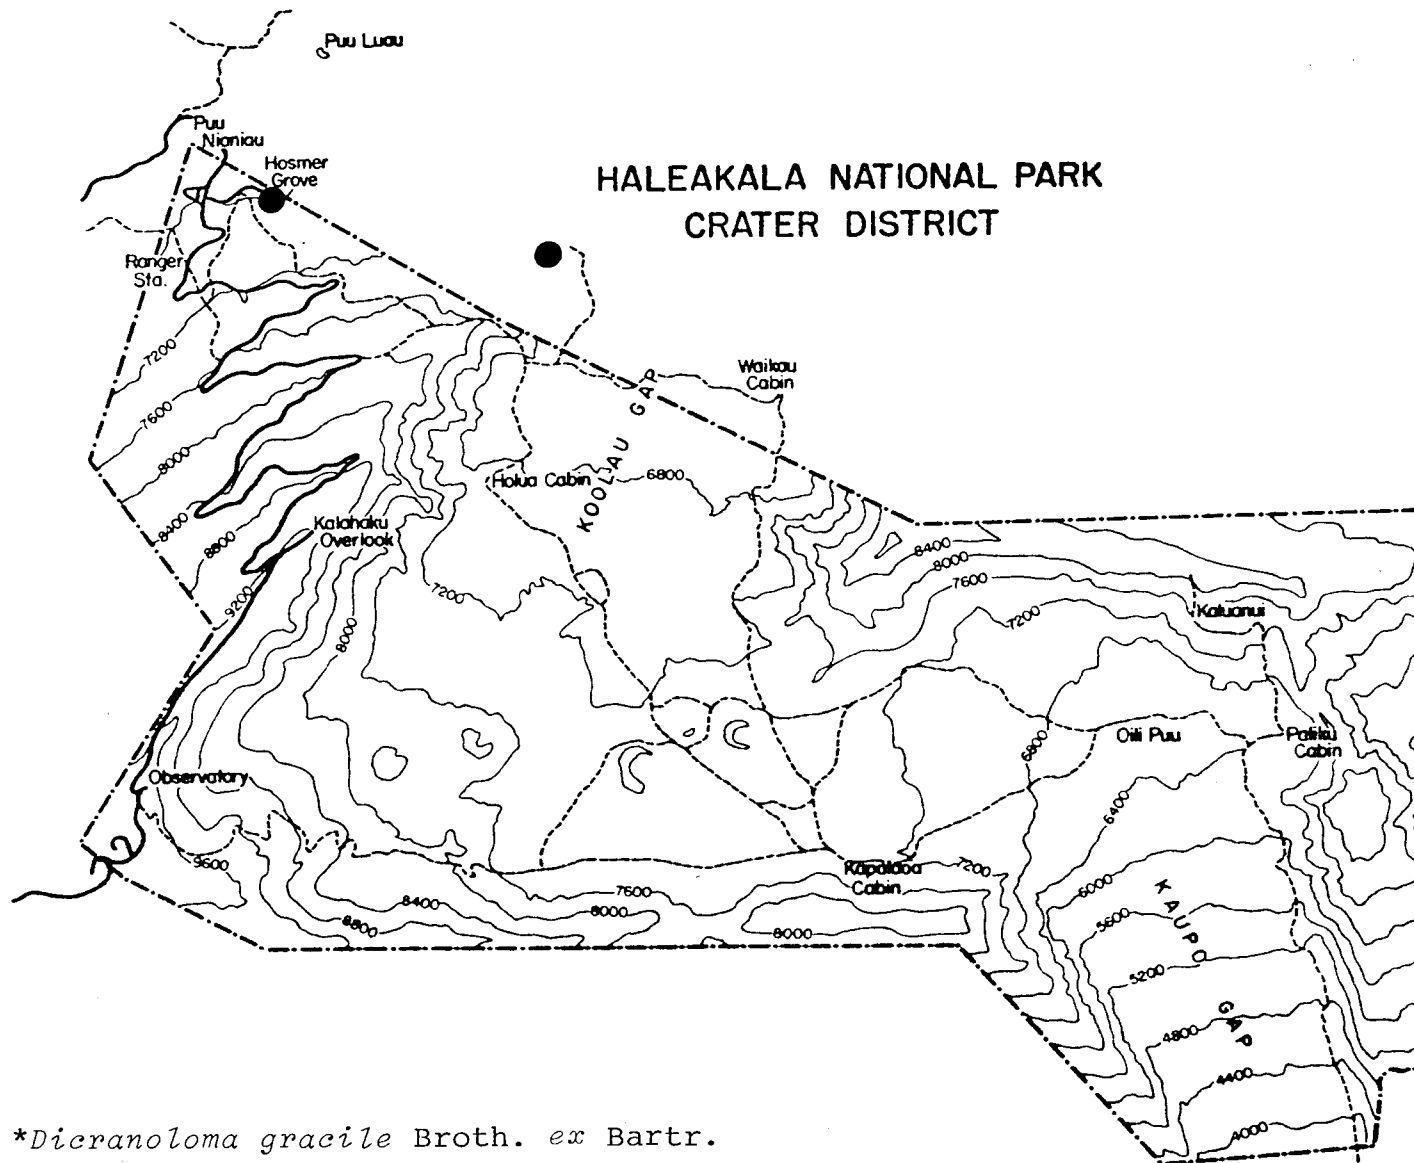 Puu Luau
Puu
Nianiau
Hosmer
Grove
HALEAKALA NATIONAL PARK
CRATER DISTRICT
Ranger
Sta.
7200
Waikau
Cabin
7600
8000
KOOLAU GAP
Holua Cabin
6800
8400
8800
Kalahaku
Overlook
8400
8000
7600
7200
9200
7200
Kaluanui
8000
6800
Oili Puu
Paliku
Cabin
Observatory
6400
9600
Kapalaoa
Cabin
7200
7600
8400
8000
8800
8000
6000
5600
KAUPO GAP
5200
4800
4400
4000
*Dicranoloma gracile Broth. ex Bartr.